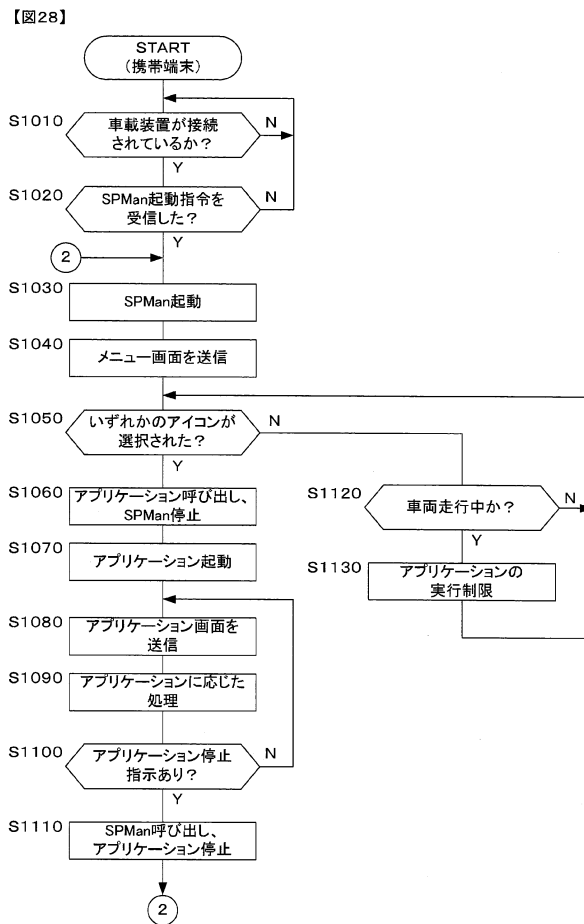 【図28】
START
(携帯端末)
S1010
車載装置が接続
されているか?
N
Y
S1020
SPMan起動指令を
受信した?
N
Y
2
S1030
SPMan起動
S1040
メニュー画面を送信
S1050
いずれかのアイコンが
選択された?
N
Y
S1060
アプリケーション呼び出し、
SPMan停止
S1070
アプリケーション起動
S1080
アプリケーション画面を
送信
S1090
アプリケーションに応じた
処理
S1100
アプリケーション停止
指示あり?
N
Y
S1110
SPMan呼び出し、
アプリケーション停止
2
S1120
車両走行中か?
N
Y
S1130
アプリケーションの
実行制限